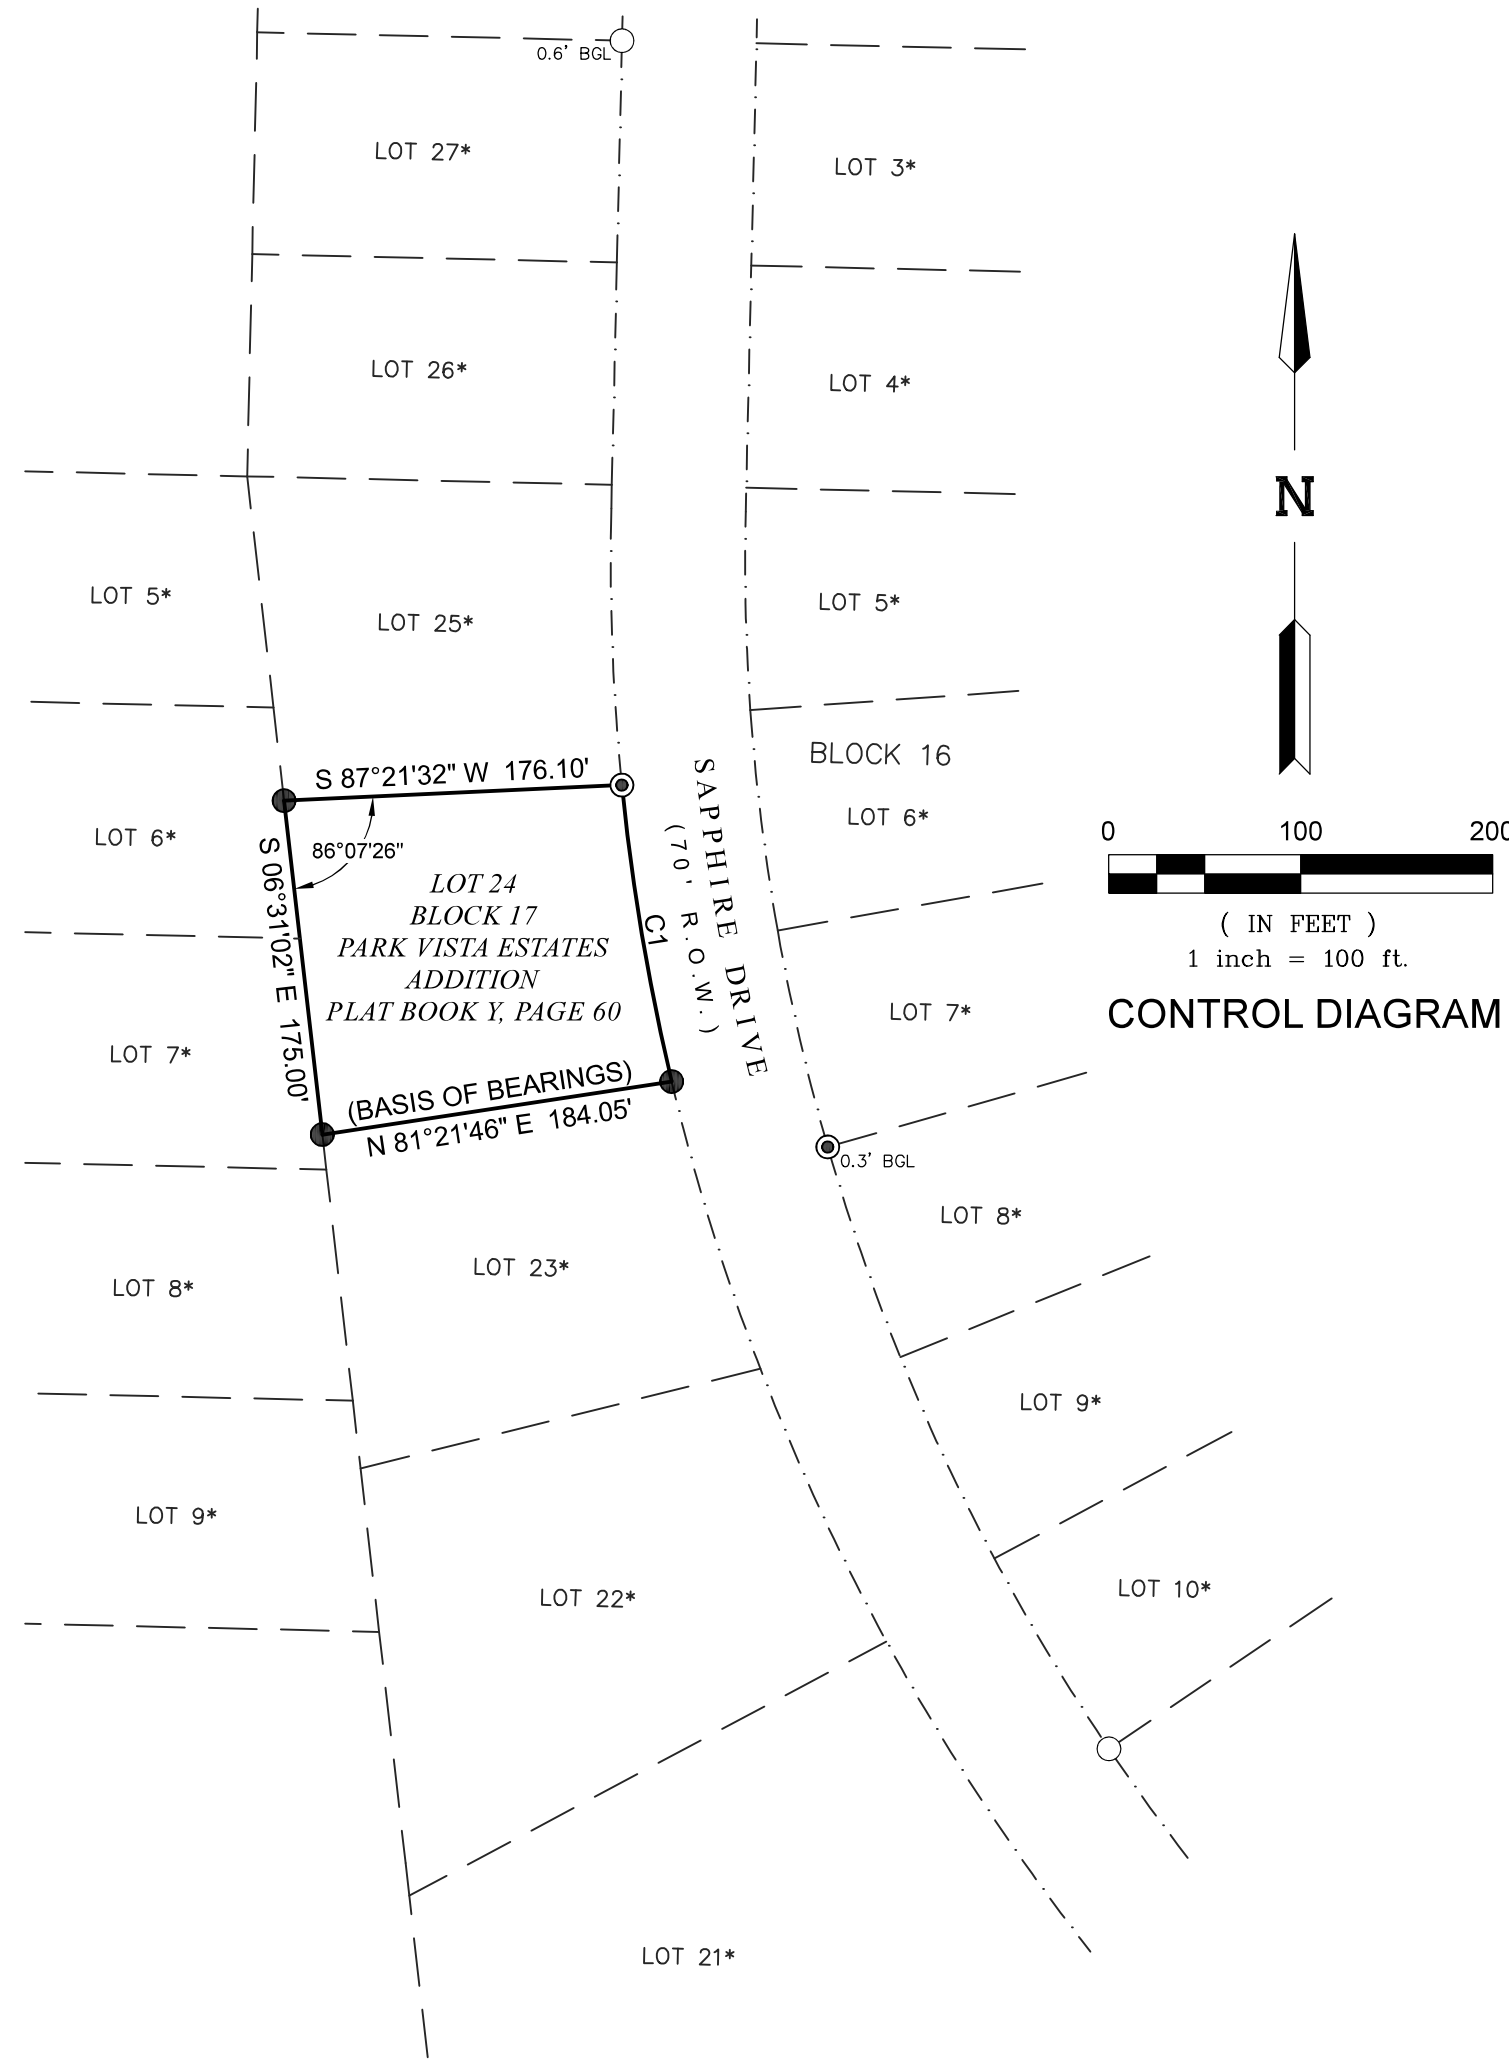 0.6' BGL
LOT 27*
LOT 3*
LOT 26*
LOT 4*
N
LOT 5*
LOT 25*
LOT 5*
BLOCK 16
S 87°21'32" W 176.10'
LOT 6*
LOT 6*
86°07'26"
S 06°31'02" E 175.00'
LOT 24
BLOCK 17
PARK VISTA ESTATES
ADDITION
PLAT BOOK Y, PAGE 60
C1
SAPPHIRE DRIVE
(70' R.O.W.)
0 100 200
( IN FEET )
1 inch = 100 ft.
CONTROL DIAGRAM
LOT 7*
LOT 7*
(BASIS OF BEARINGS)
N 81°21'46" E 184.05'
0.3' BGL
LOT 8*
LOT 23*
LOT 8*
LOT 9*
LOT 9*
LOT 22*
LOT 10*
LOT 21*